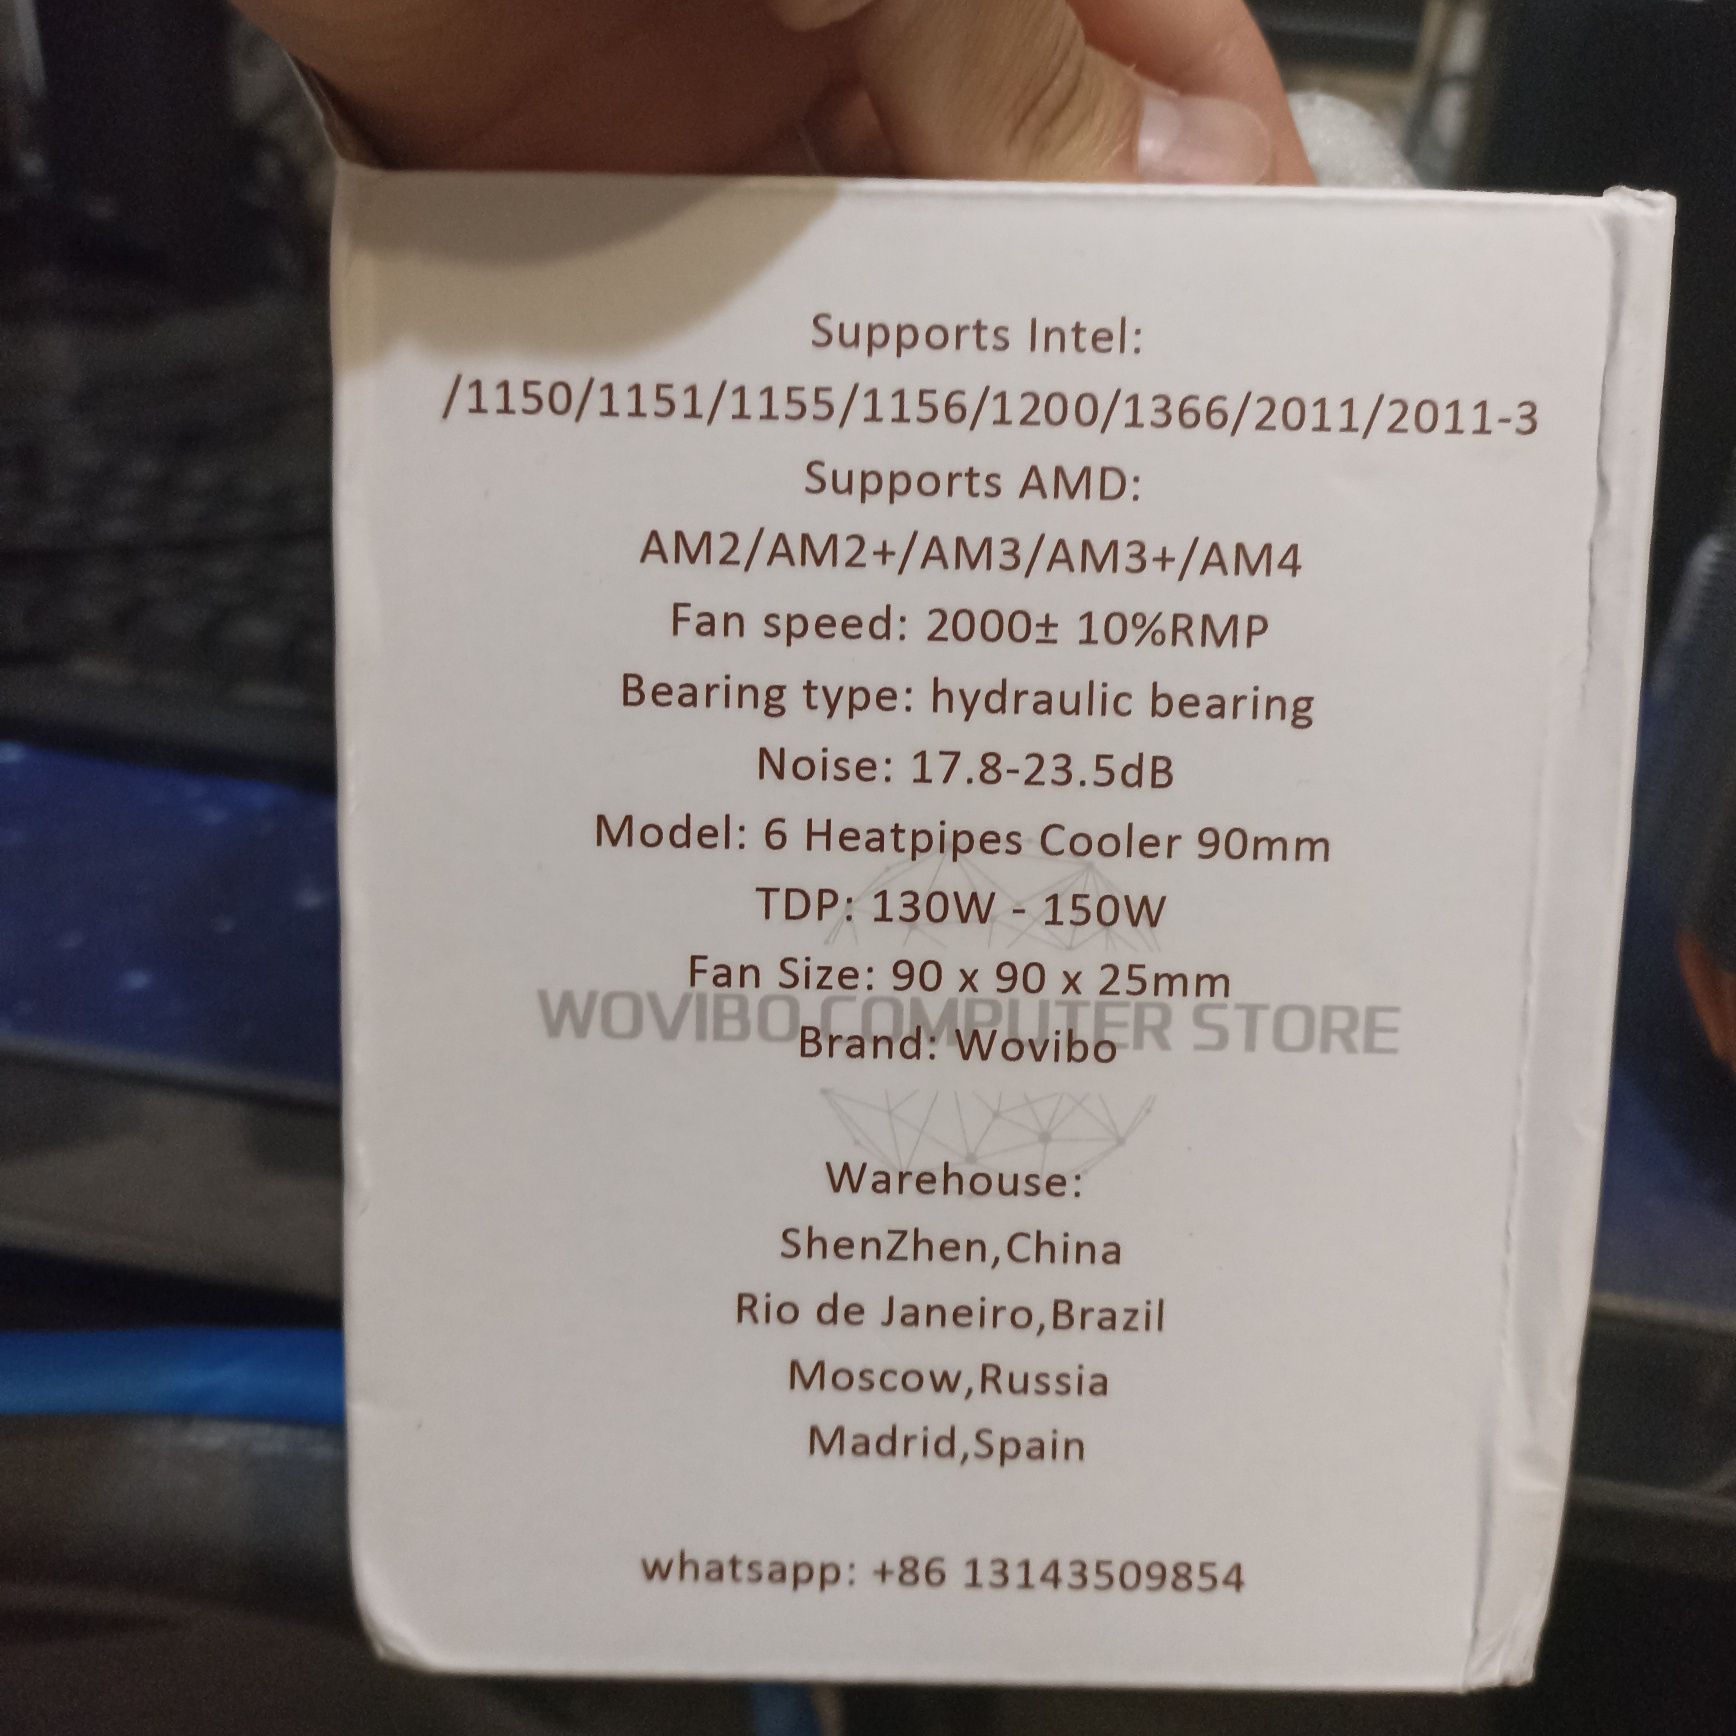 Supports Intel:
/1150/1151/1155/1156/1200/1366/2011/2011-3
Supports AMD:
AM2/AM2+/AM3/AM3+/AM4
Fan speed: 2000± 10%RMP
Bearing type: hydraulic bearing
Noise: 17.8-23.5dB
Model: 6 Heatpipes Cooler 90mm
TDP: 130W - 150W
Fan Size: 90 x 90 x 25mm
WOVIBO COMPUTER STORE
Brand: Wovibo
Warehouse:
ShenZhen,China
Rio de Janeiro,Brazil
Moscow,Russia
Madrid,Spain
whatsapp: +86 13143509854